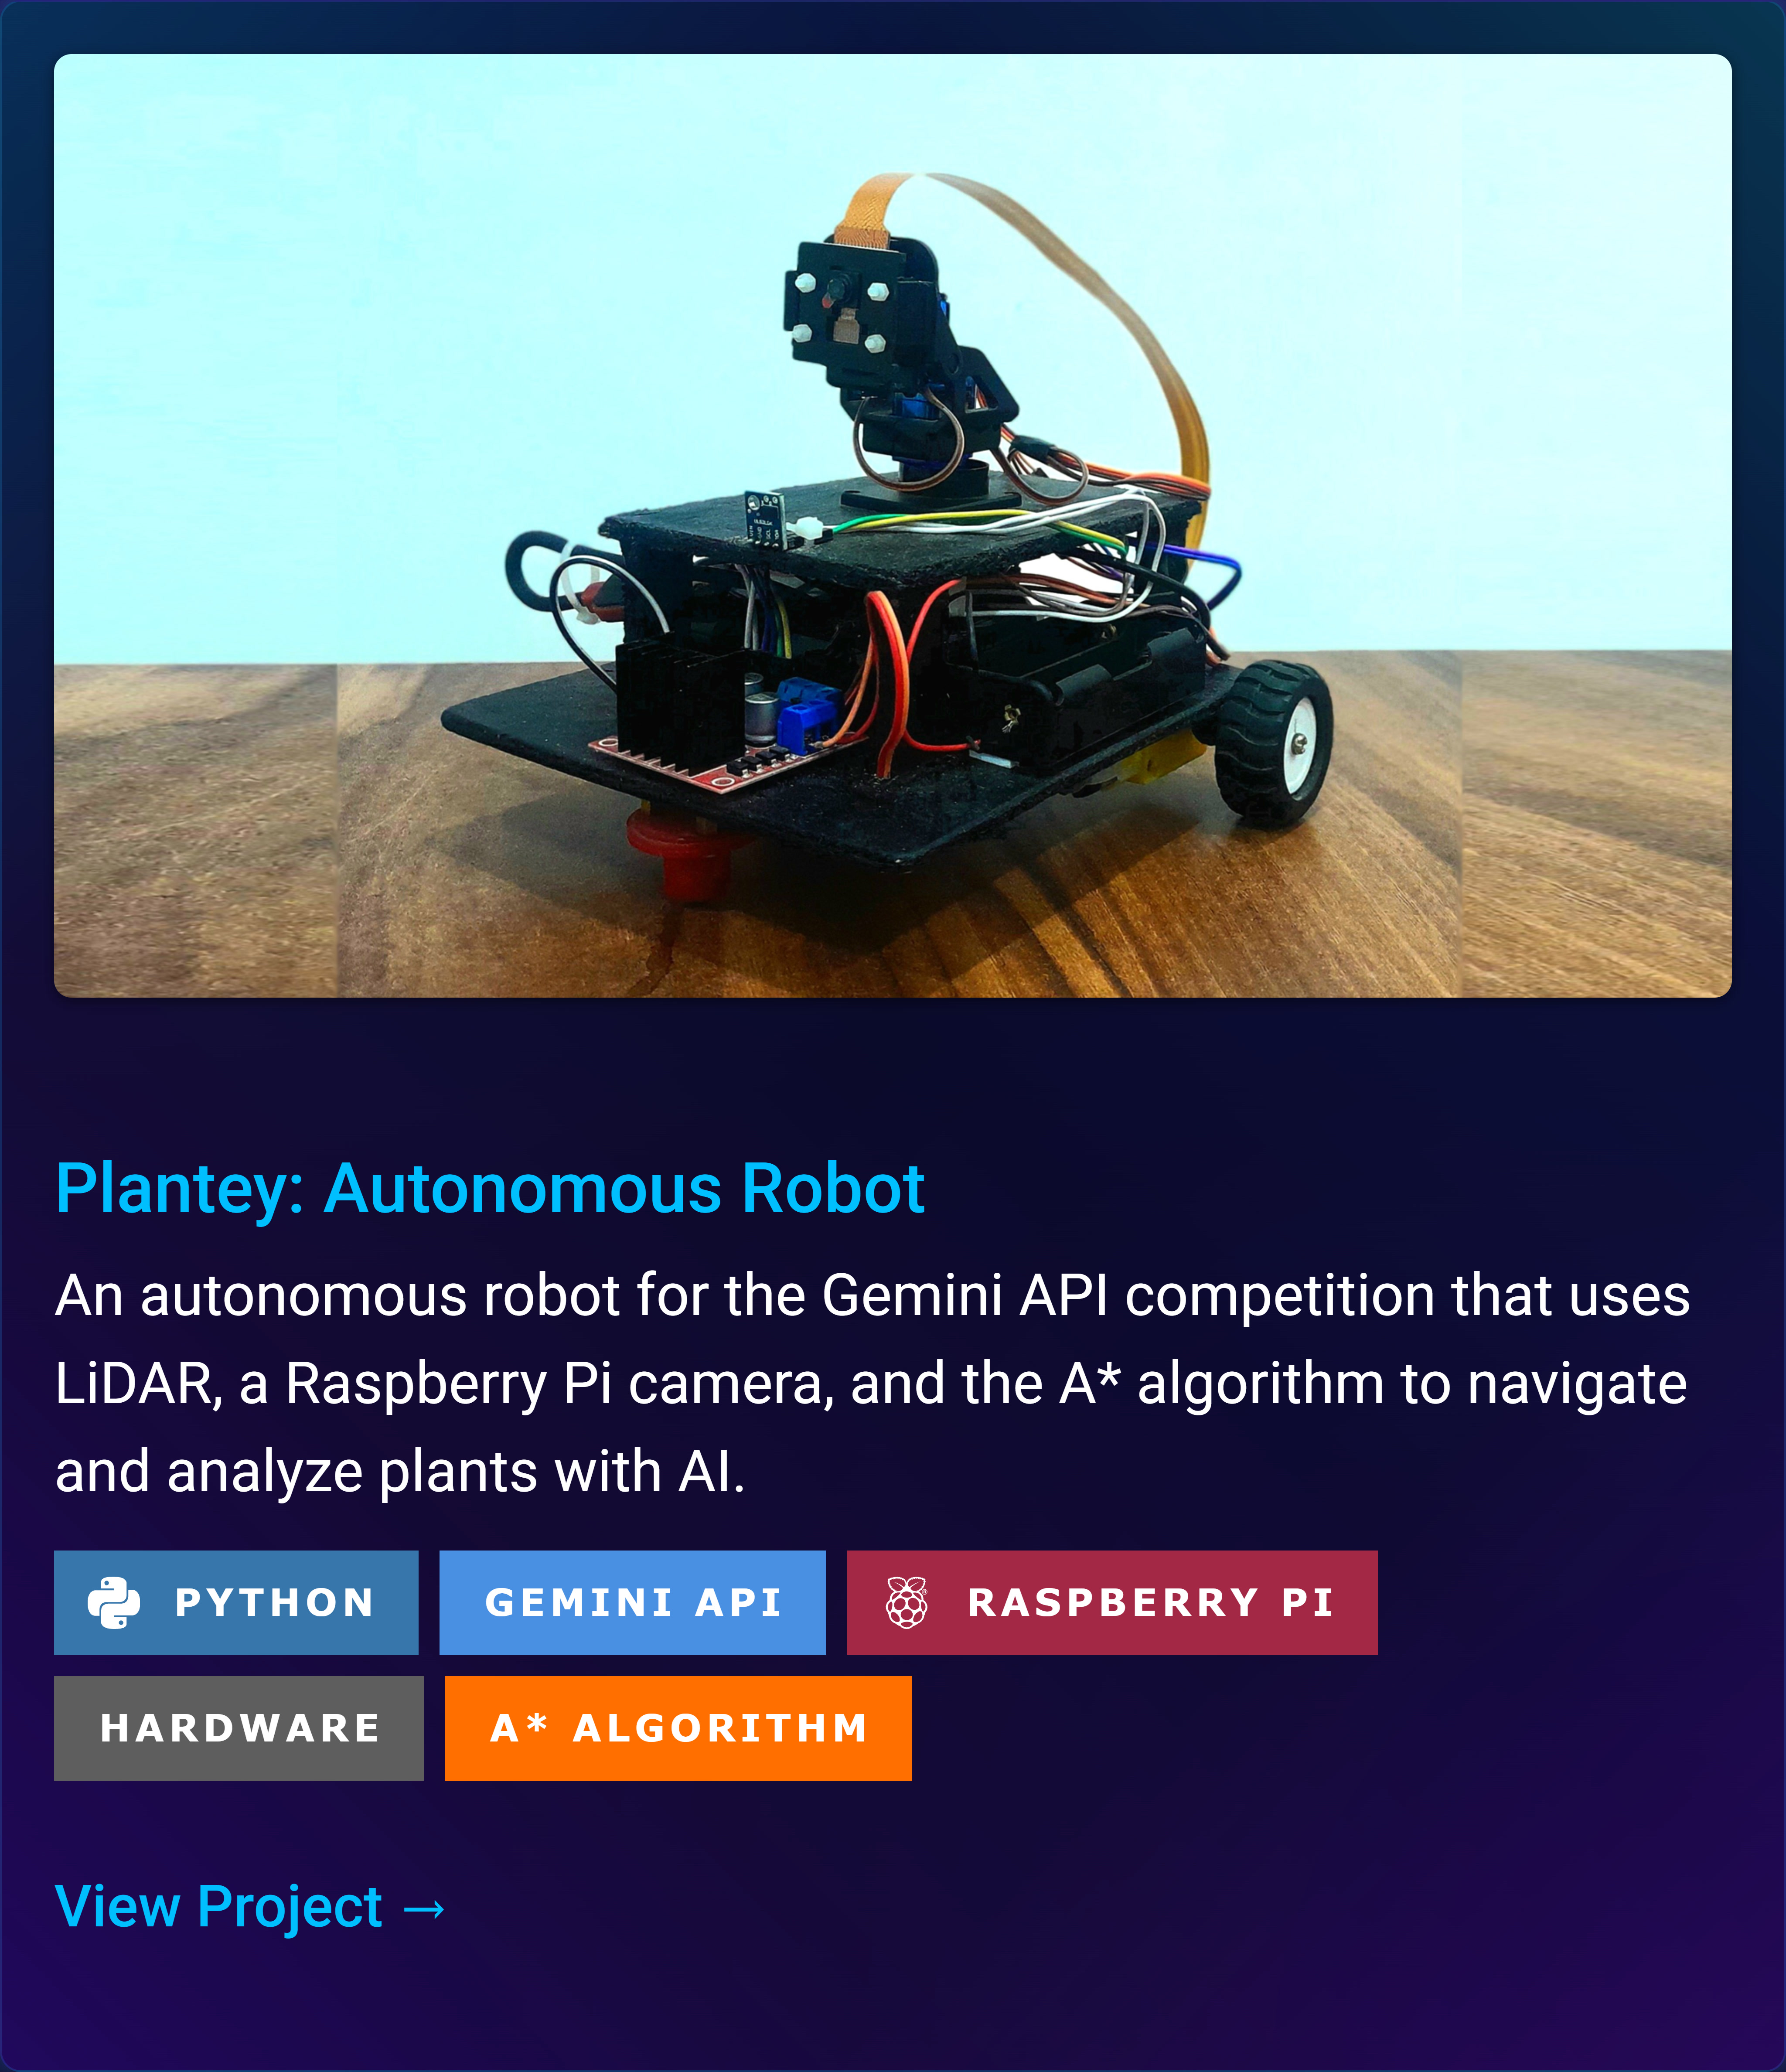 Plantey: Autonomous Robot
An autonomous robot for the Gemini API competition that uses
LiDAR, a Raspberry Pi camera, and the A* algorithm to navigate
and analyze plants with AI.
PYTHON GEMINI API RASPBERRY PI
HARDWARE A* ALGORITHM
View Project →